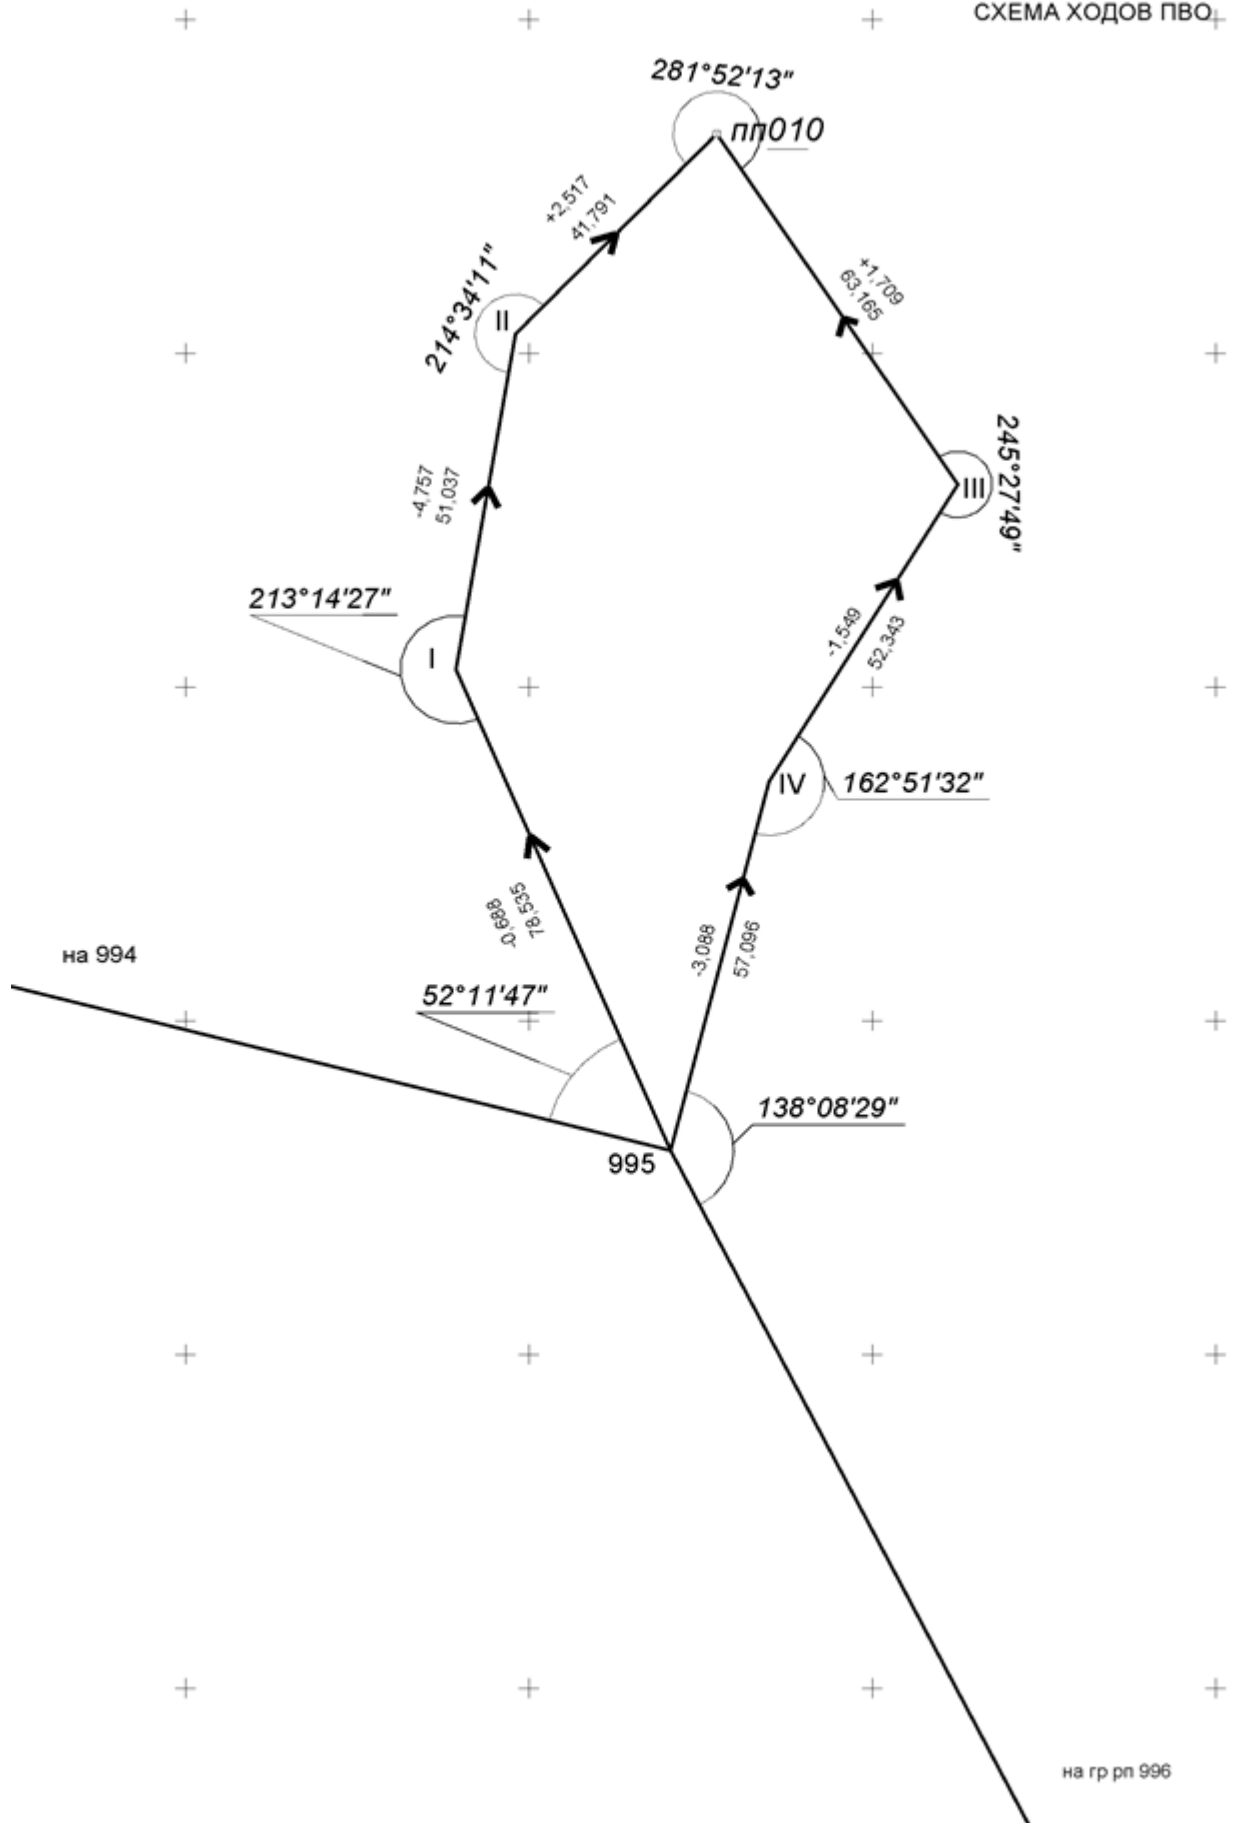 СХЕМА ХОДОВ ПВО
281°52'13"
пп010
+2,517
41,791
214°34'11"
II
+1,709
63,165
245°27'49"
III
-4,757
51,037
213°14'27"
I
-1,549
52,343
IV
162°51'32"
-0,688
78,535
-3,088
57,096
на 994
52°11'47"
138°08'29"
995
на гр рп 996